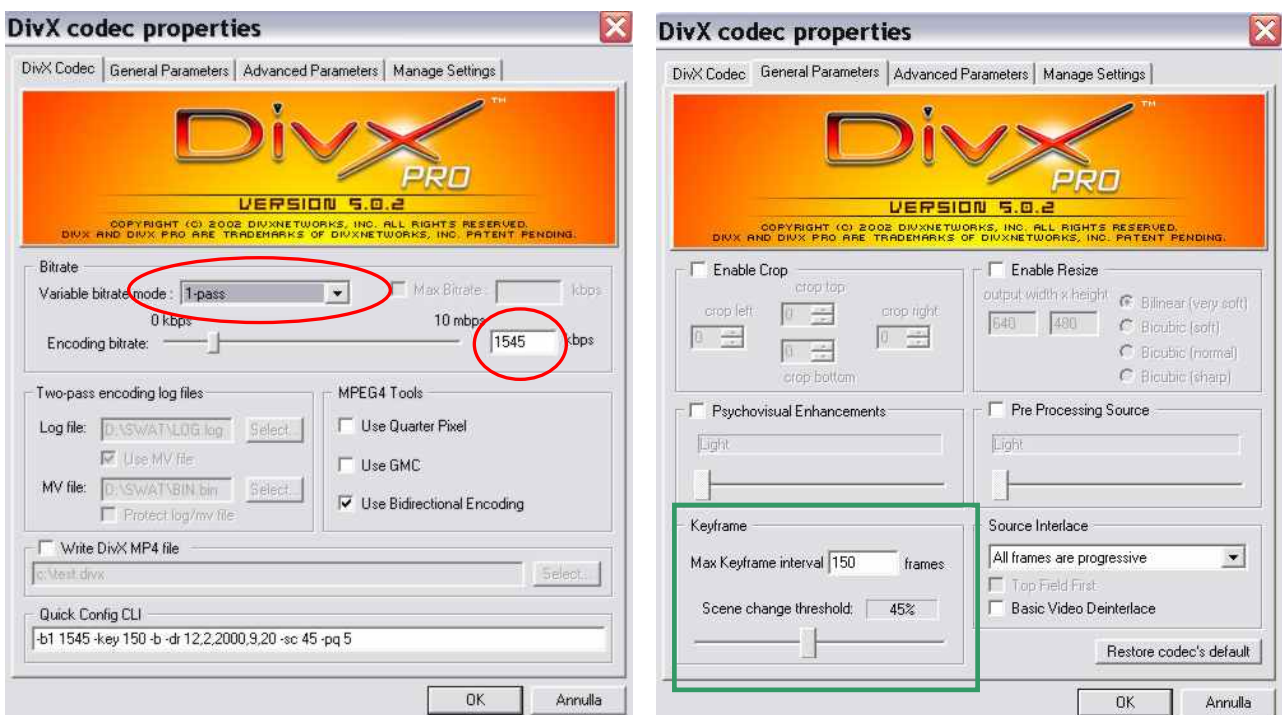 DivX codec properties
DivX Codec General Parameters Advanced Parameters Manage Settings
DivX TM
PRO
VERSION 5.0.2
COPYRIGHT (C) 2002 DIVXNETWORKS, INC. ALL RIGHTS RESERVED.
DIVX AND DIVX PRO ARE TRADEMARKS OF DIVXNETWORKS, INC. PATENT PENDING.
Bitrate
Variable bitrate mode : 1-pass Max Bitrate : kbps
0 kbps 10 mbps
Encoding bitrate: 1545 kbps
Two-pass encoding log files
Log file: D:\SWAT\LOG.log Select...
Use MV file
MV file: D:\SWAT\BIN.bin Select...
Protect log/mv file
MPEG4 Tools
Use Quarter Pixel
Use GMC
Use Bidirectional Encoding
Write DivX MP4 file
c:\test.divx Select...
Quick Config CLI
-b1 1545 -key 150 -b -dr 12,2,2000,9,20 -sc 45 -pq 5
OK Annulla
DivX codec properties
DivX Codec General Parameters Advanced Parameters Manage Settings
DivX TM
PRO
VERSION 5.0.2
COPYRIGHT (C) 2002 DIVXNETWORKS, INC. ALL RIGHTS RESERVED.
DIVX AND DIVX PRO ARE TRADEMARKS OF DIVXNETWORKS, INC. PATENT PENDING.
Enable Crop
crop top
crop left 0 crop right
0 0 0
crop bottom
Enable Resize
output width x height
640 480
Bilinear (very soft)
Bicubic (soft)
Bicubic (normal)
Bicubic (sharp)
Psychovisual Enhancements
Light
Pre Processing Source
Light
Keyframe
Max Keyframe interval 150 frames
Scene change threshold: 45%
Source Interlace
All frames are progressive
Top Field First
Basic Video Deinterlace
Restore codec's default
OK Annulla